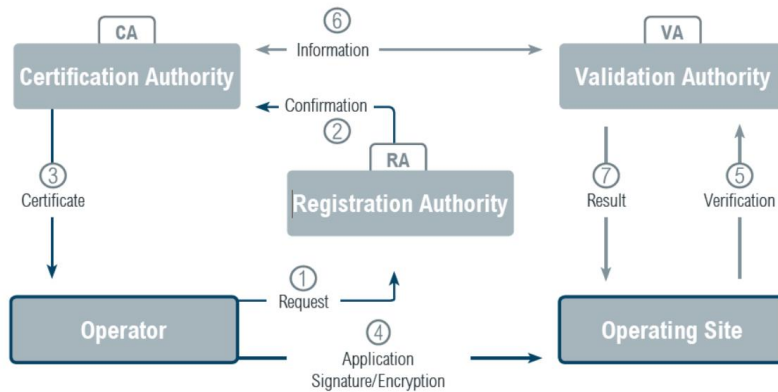 CA
Certification Authority
6
Information
VA
Validation Authority
Confirmation
2
RA
Registration Authority
3
Certificate
7
Result
5
Verification
1
Request
Operator
4
Application
Signature/Encryption
Operating Site